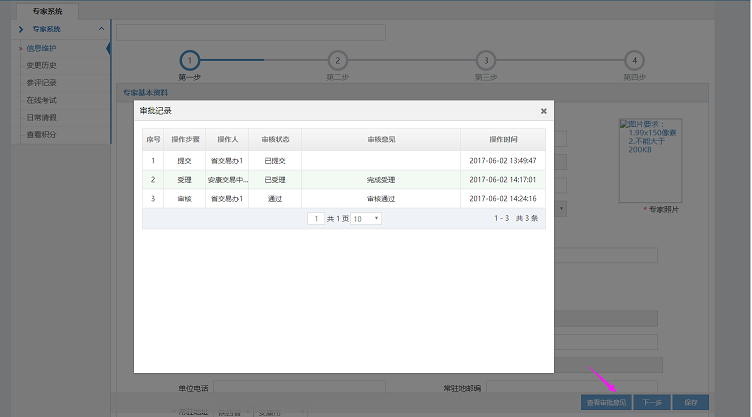 专家系统
专家系统
信息维护
变更历史
参评记录
在线考试
日常请假
查看积分
1 2 3 4
第一步 第二步 第三步 第四步
专家基本资料
审批记录
序号 操作步骤 操作人 审核状态 审核意见 操作时间
1 提交 省交易办1 已提交 2017-06-02 13:49:47
2 受理 安康交易中... 已受理 完成受理 2017-06-02 14:17:01
3 审核 省交易办1 通过 审核通过 2017-06-02 14:24:16
1 共 1 页 10 1 - 3 共 3 条
图片要求：
1.99x150像素
2.不能大于
200KB
* 专家照片
单位电话 常驻地邮编
查看审批意见 下一步 保存